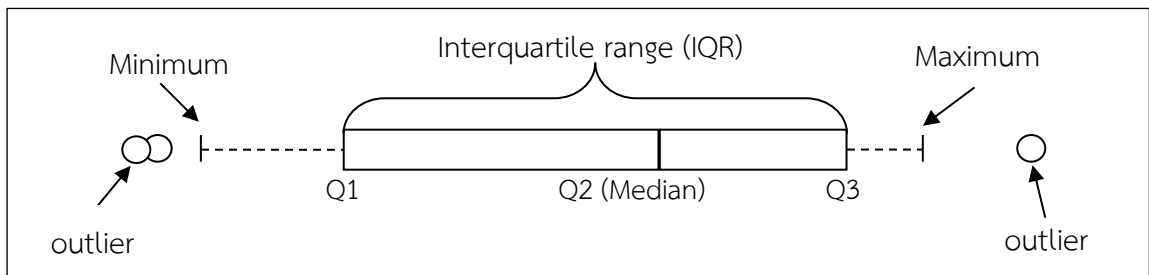 Interquartile range (IQR)
Minimum
Maximum
Q1
Q2 (Median)
Q3
outlier
outlier